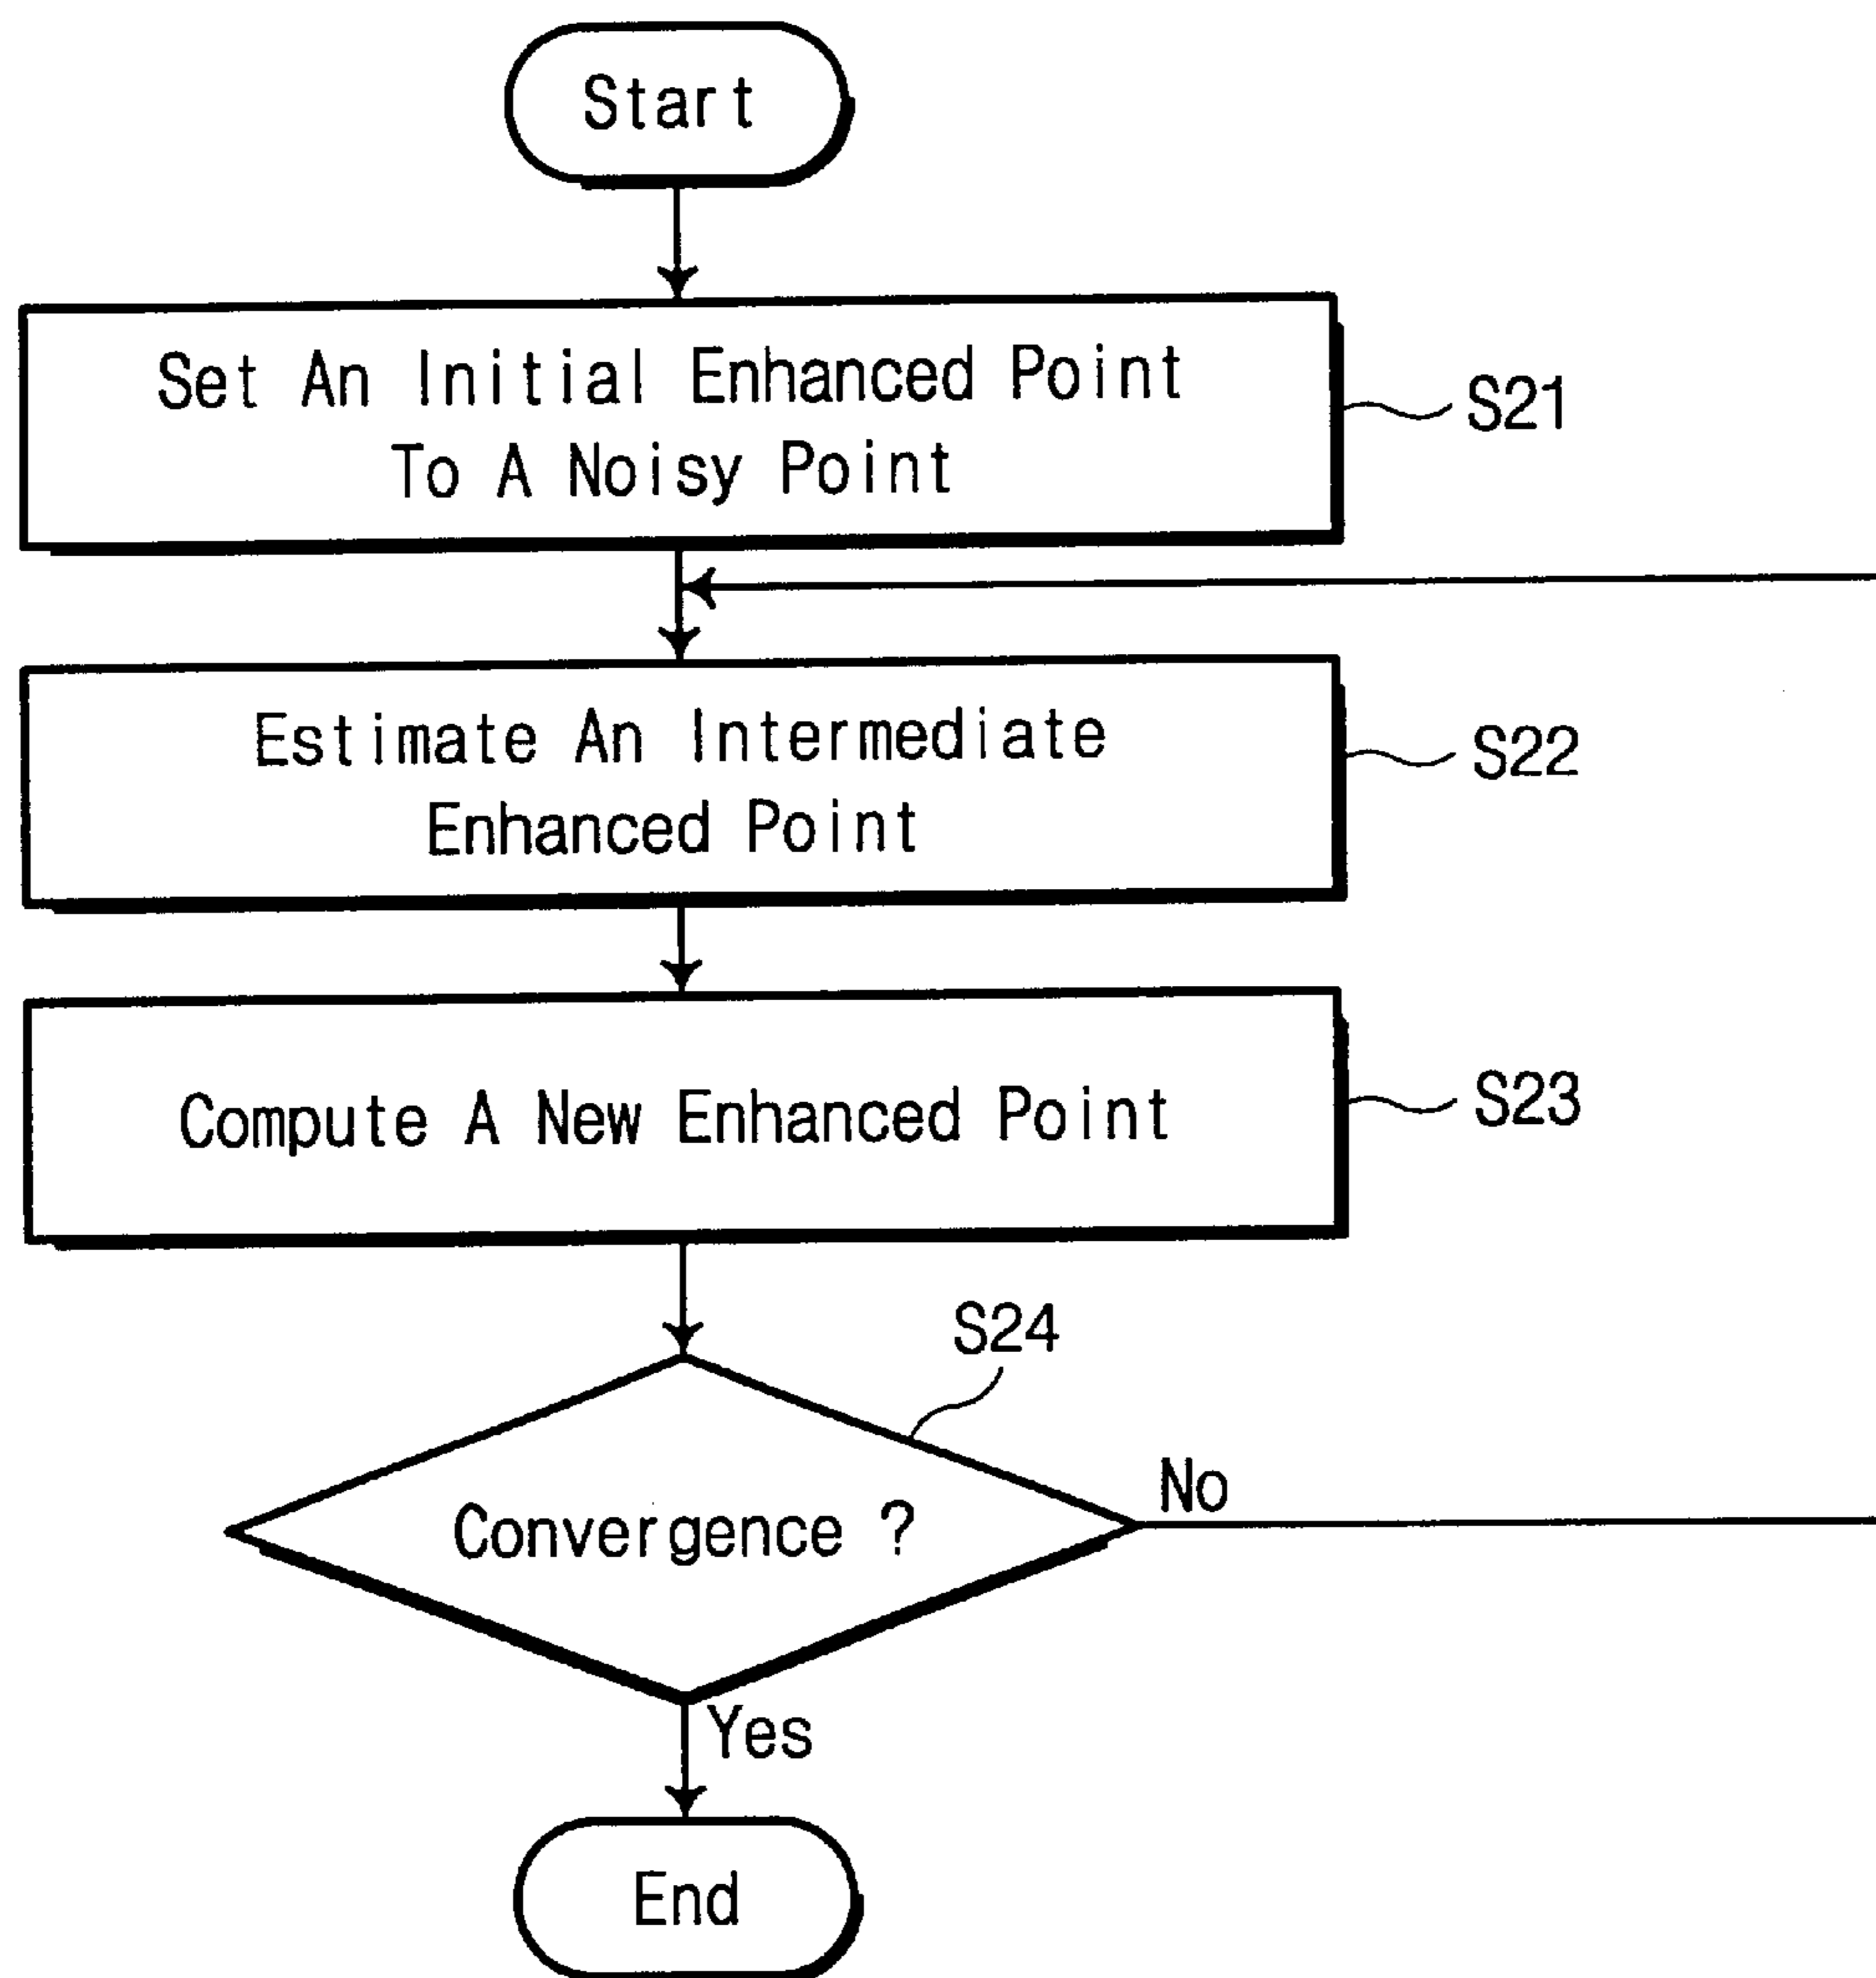 Start
Set An Initial Enhanced Point
To A Noisy Point
S21
Estimate An Intermediate
Enhanced Point
S22
Compute A New Enhanced Point
S23
S24
Convergence ?
No
Yes
End